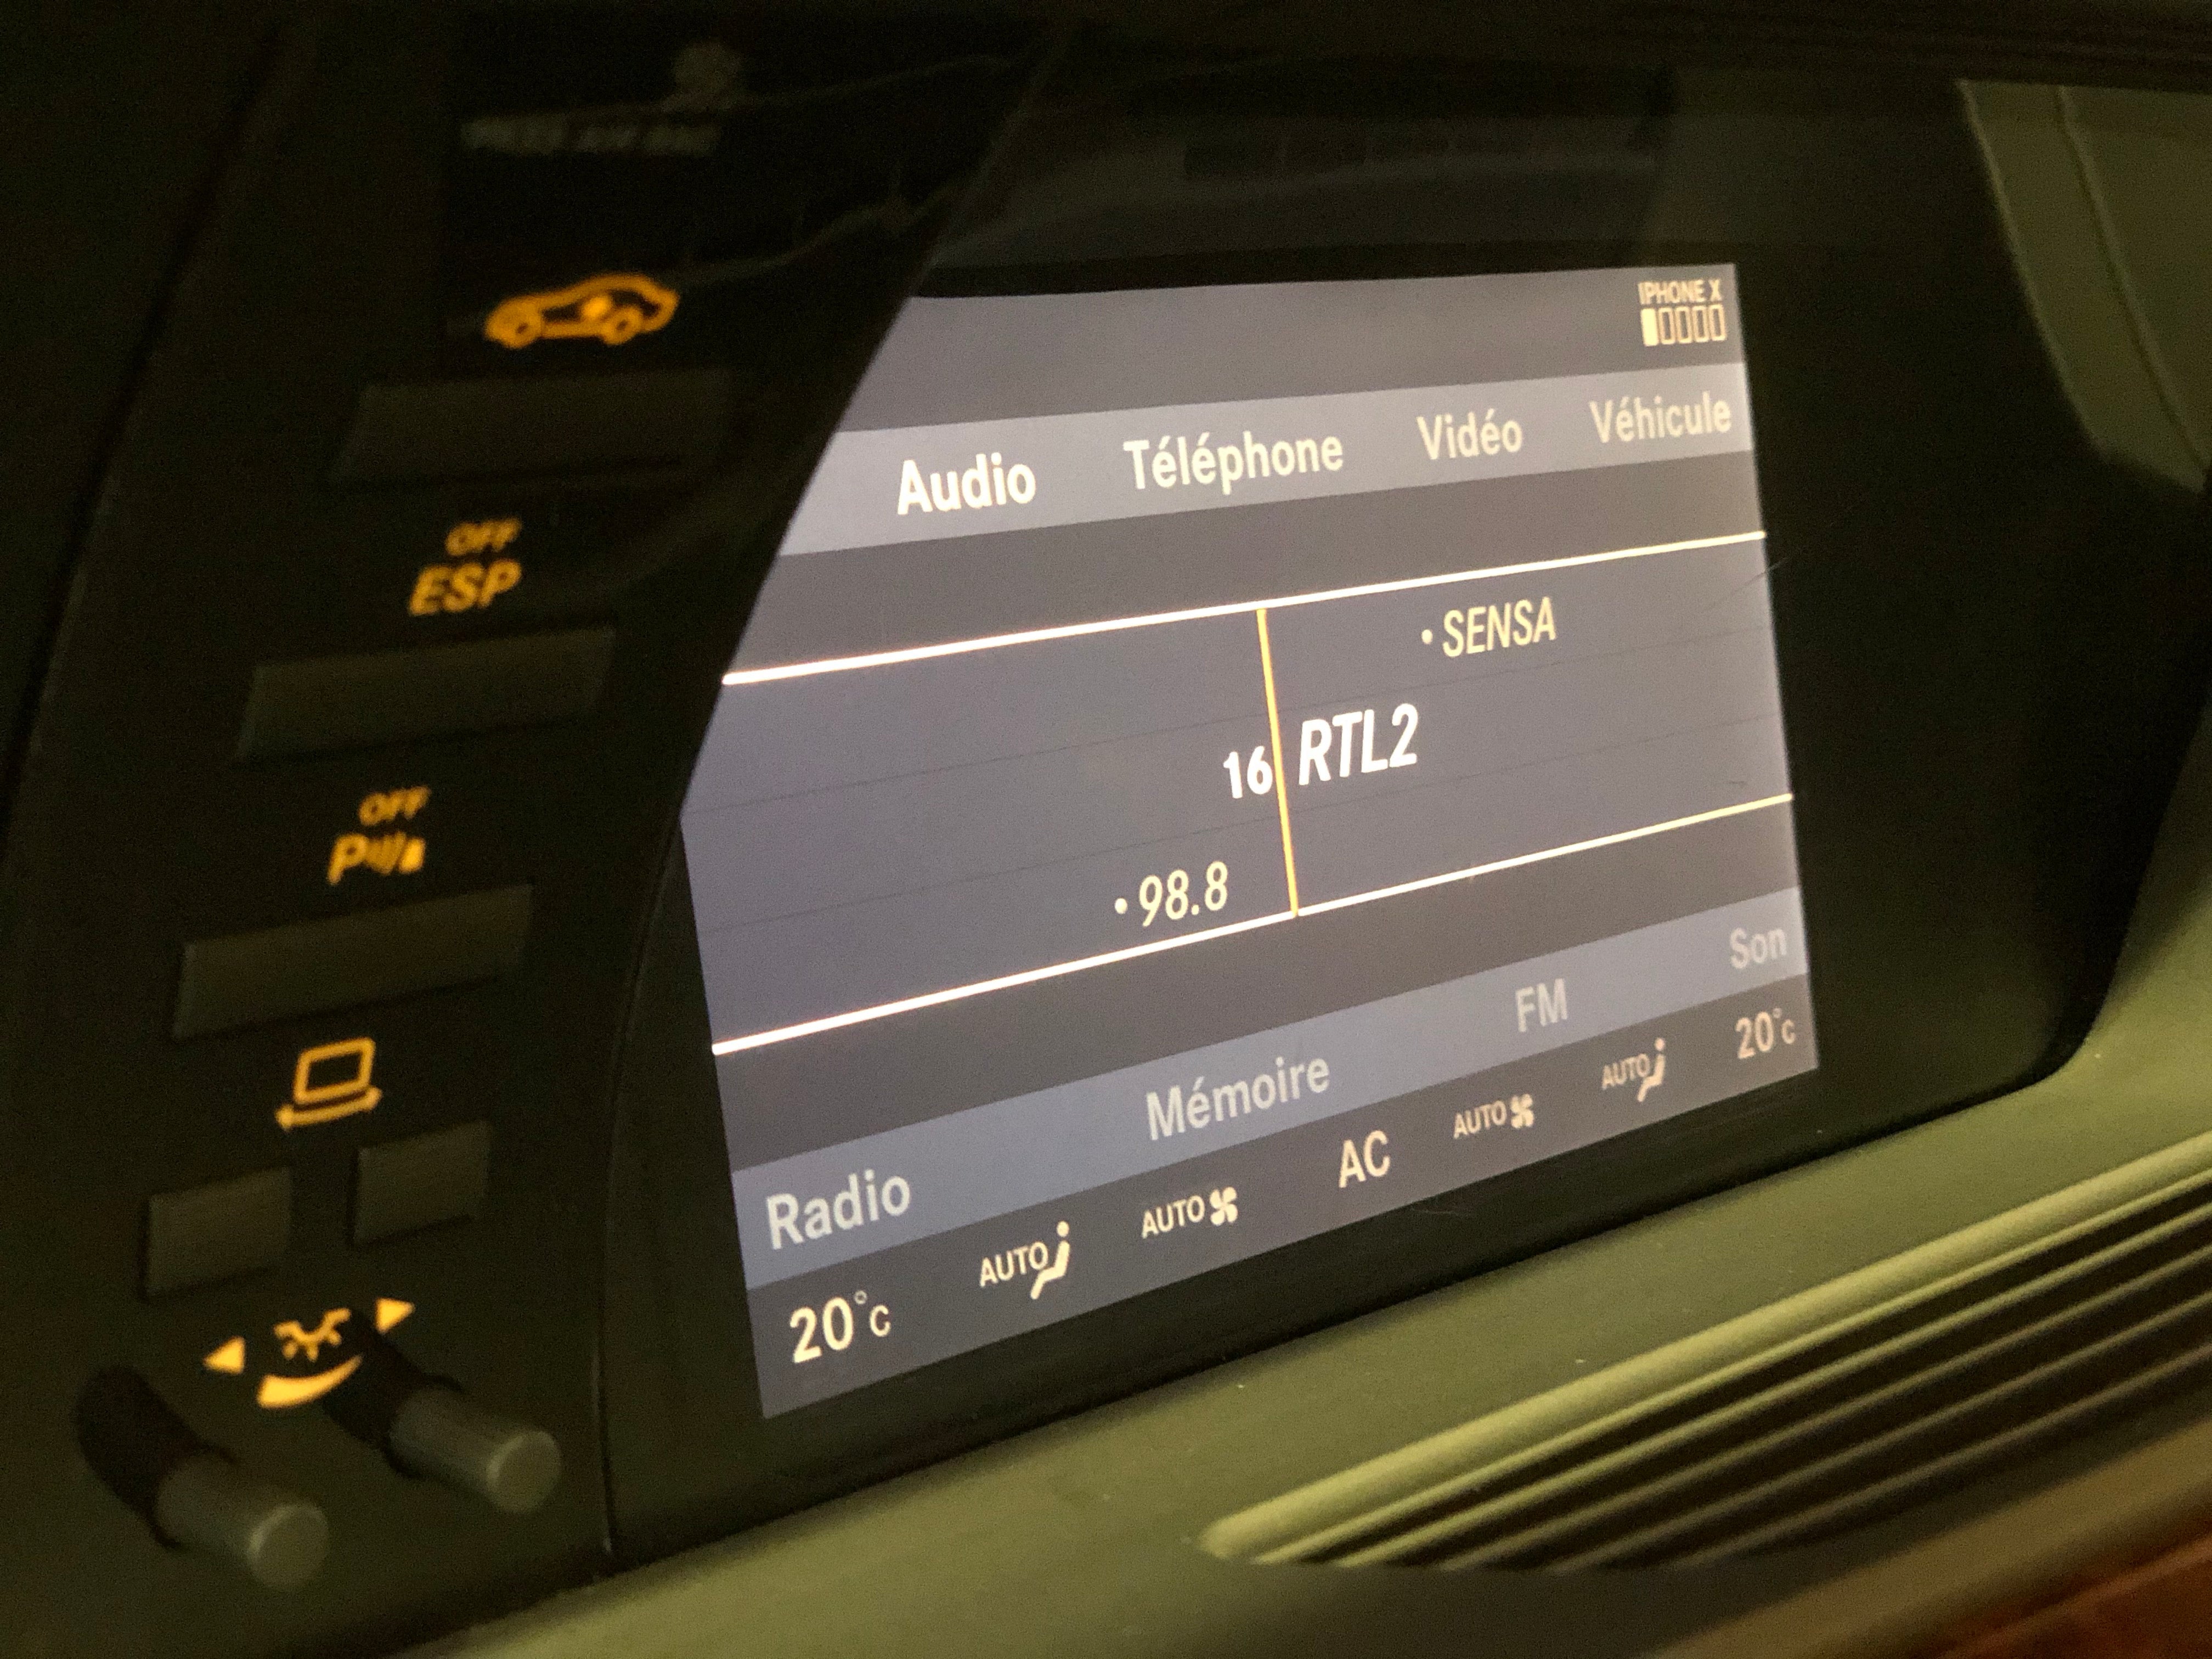 IPHONE X
Audio Téléphone Vidéo Véhicule
SENSA
16 RTL2
98.8
Radio Mémoire FM Son
20°C AUTO AUTO AC AUTO AUTO 20°C
OFF
ESP
OFF
P